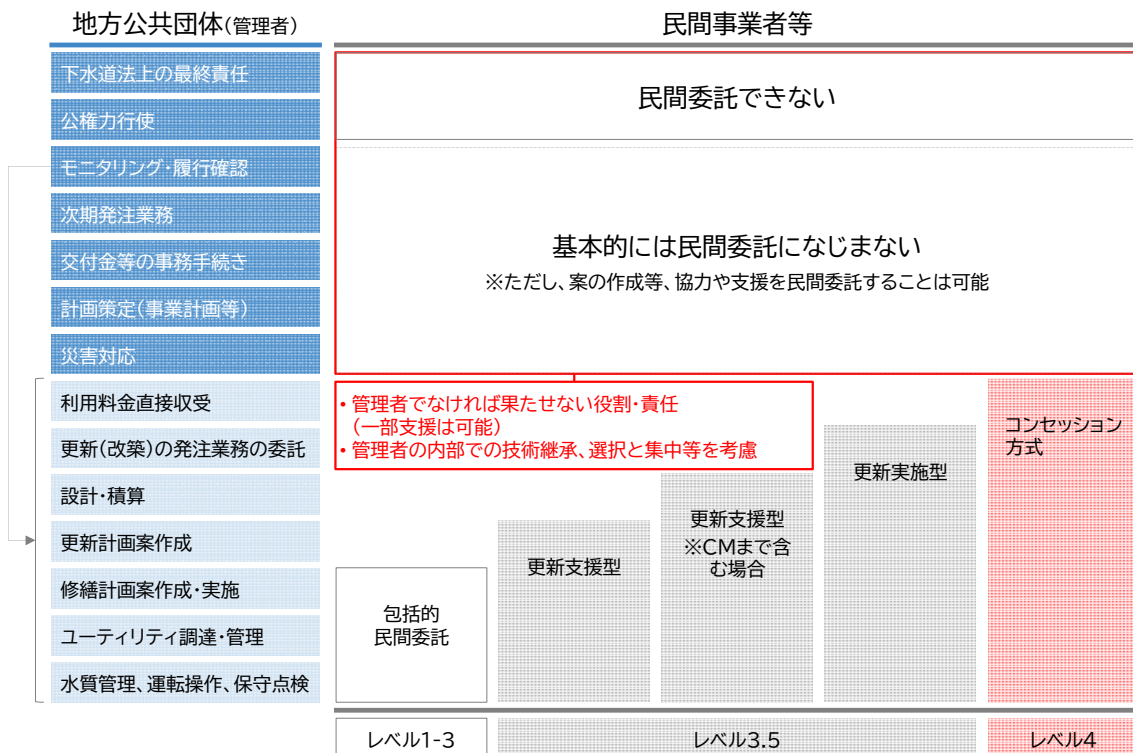 地方公共団体(管理者)
民間事業者等
下水道法上の最終責任
公権力行使
モニタリング・履行確認
次期発注業務
交付金等の事務手続き
計画策定(事業計画等)
災害対応
民間委託できない
基本的には民間委託になじまない
※ただし、案の作成等、協力や支援を民間委託することは可能
利用料金直接収受
更新(改築)の発注業務の委託
設計・積算
更新計画案作成
修繕計画案作成・実施
ユーティリティ調達・管理
水質管理、運転操作、保守点検
・管理者でなければ果たせない役割・責任
(一部支援は可能)
・管理者の内部での技術継承、選択と集中等を考慮
包括的
民間委託
更新支援型
更新支援型
※CMまで含
む場合
更新実施型
コンセッション
方式
レベル1-3
レベル3.5
レベル4